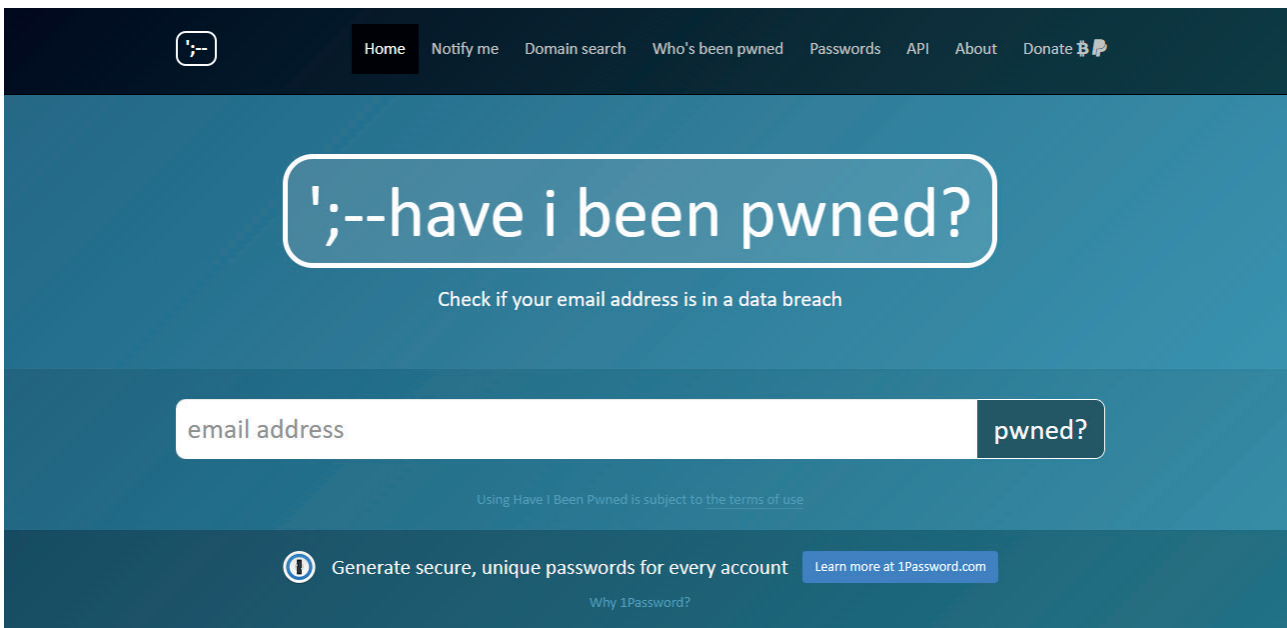 ';--
Home Notify me Domain search Who's been pwned Passwords API About Donate
';--have i been pwned?
Check if your email address is in a data breach
email address pwned?
Using Have I Been Pwned is subject to the terms of use
Generate secure, unique passwords for every account Learn more at 1Password.com
Why 1Password?